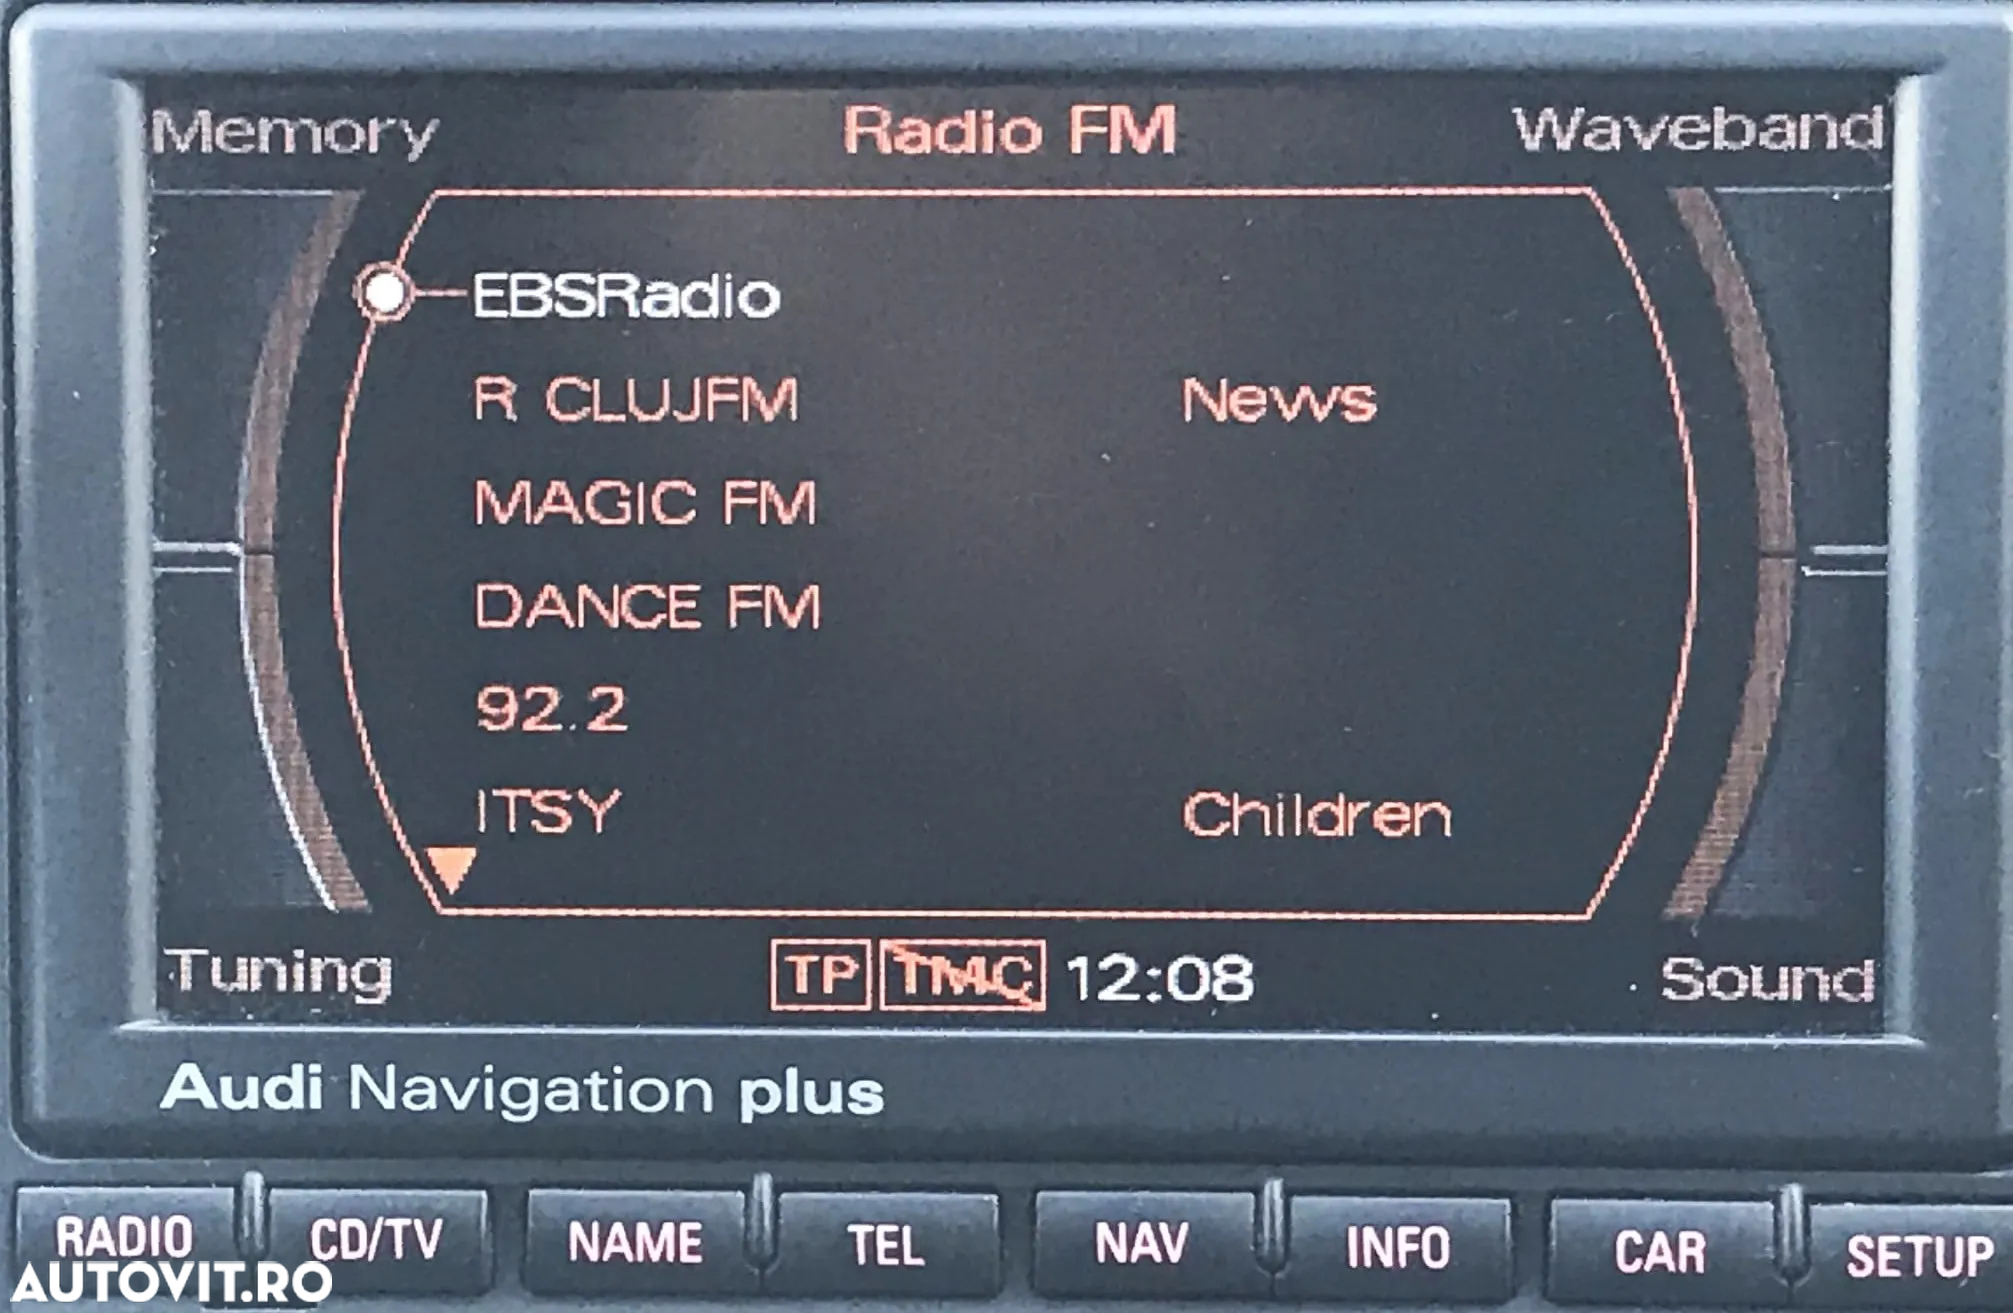 Memory Radio FM Waveband
EBSRadio
R CLUJFM News
MAGIC FM
DANCE FM
92.2
ITSY Children
Tuning TP TMC 12:08 Sound
Audi Navigation plus
RADIO CD/TV NAME TEL NAV INFO CAR SETUP
AUTOVIT.RO